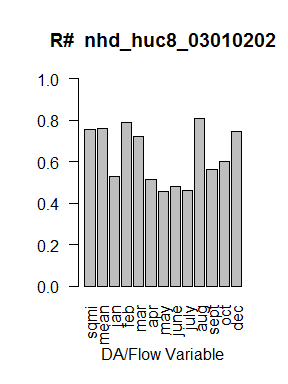 R#  nhd_huc8_03010202
1.0
0.8
0.6
0.4
0.2
0.0
sqmi
mean
jan
feb
mar
apr
may
june
july
aug
sept
oct
dec
DA/Flow Variable